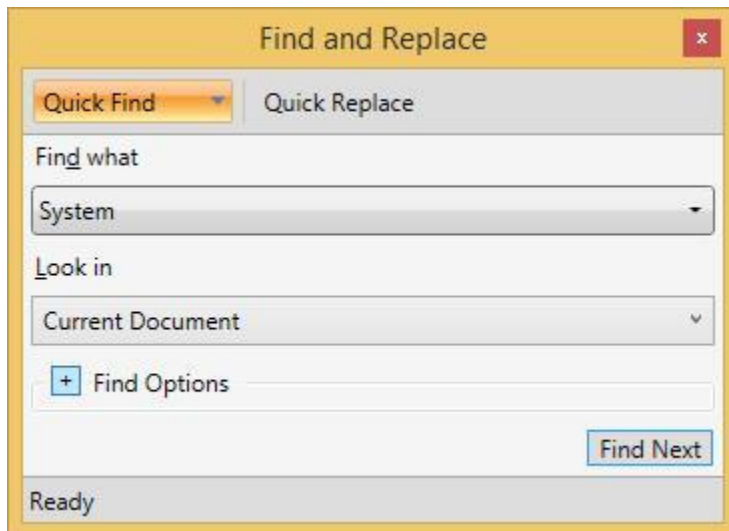 Find and Replace x
Quick Find Quick Replace
Find what
System
Look in
Current Document
+ Find Options
Find Next
Ready